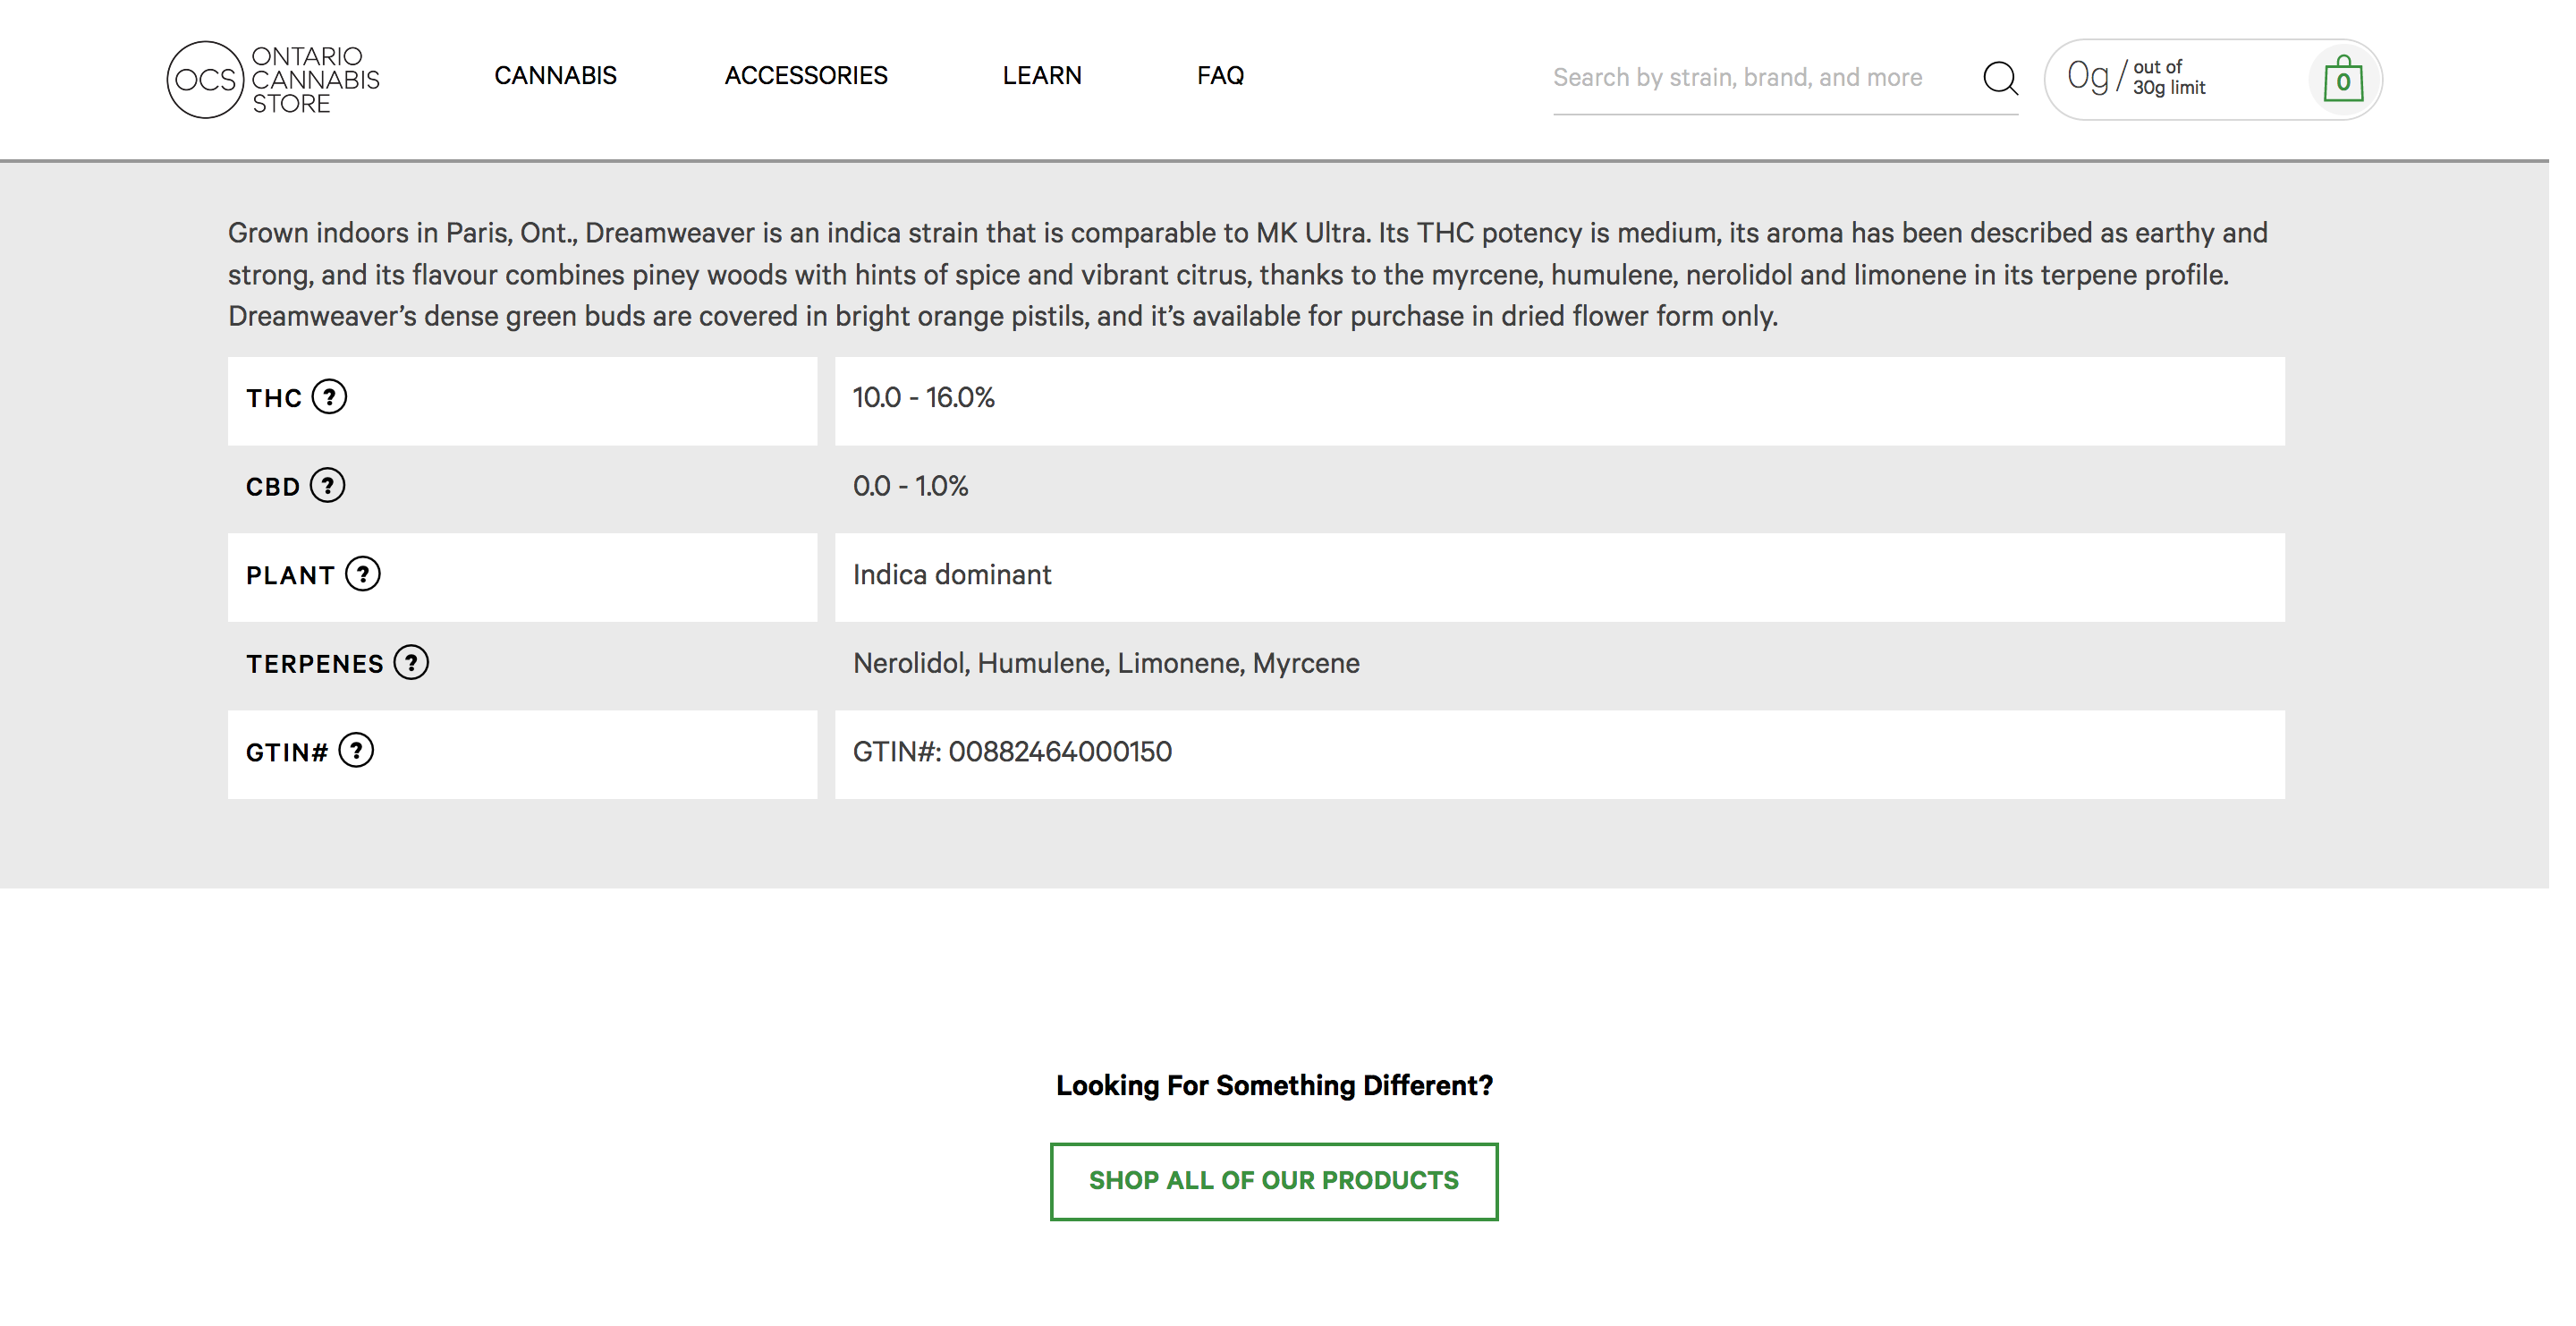 OCS ONTARIO
CANNABIS
STORE
CANNABIS ACCESSORIES LEARN FAQ
Search by strain, brand, and more
0g/ out of
30g limit
0
Grown indoors in Paris, Ont., Dreamweaver is an indica strain that is comparable to MK Ultra. Its THC potency is medium, its aroma has been described as earthy and
strong, and its flavour combines piney woods with hints of spice and vibrant citrus, thanks to the myrcene, humulene, nerolidol and limonene in its terpene profile.
Dreamweaver’s dense green buds are covered in bright orange pistils, and it’s available for purchase in dried flower form only.
THC ? 10.0 - 16.0%
CBD ? 0.0 - 1.0%
PLANT ? Indica dominant
TERPENES ? Nerolidol, Humulene, Limonene, Myrcene
GTIN# ? GTIN#: 00882464000150
Looking For Something Different?
SHOP ALL OF OUR PRODUCTS